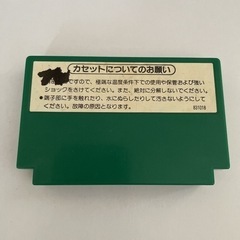 カセットについてのお願い
ですので、極端な温度条件下での使用や保管および強い
ショックをさけてください。また、絶対に分解しないでください。
●端子部に手を触れたり、水にぬらしたりして汚さないようにして
ください。故障の原因となります。